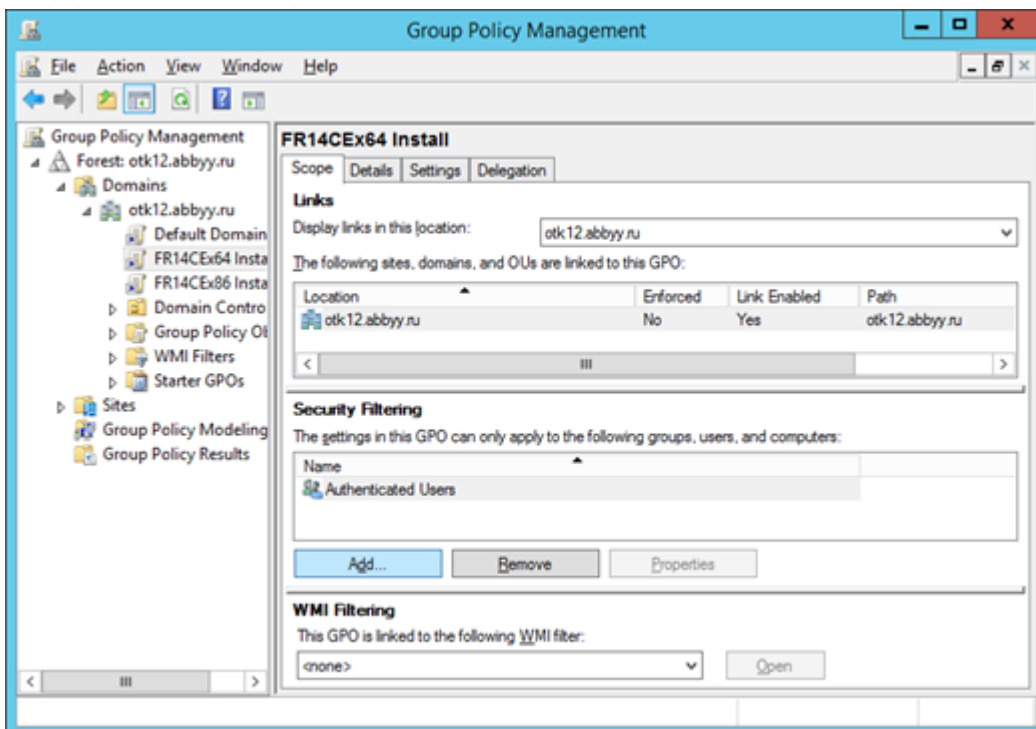 Group Policy Management
File Action View Window Help
Group Policy Management
Forest: otk12.abbyy.ru
Domains
otk12.abbyy.ru
Default Domain
FR14CEx64 Insta
FR14CEx86 Insta
Domain Contro
Group Policy Ob
WMI Filters
Starter GPOs
Sites
Group Policy Modeling
Group Policy Results
FR14CEx64 Install
Scope Details Settings Delegation
Links
Display links in this location: otk12.abbyy.ru
The following sites, domains, and OUs are linked to this GPO:
Location Enforced Link Enabled Path
otk12.abbyy.ru No Yes otk12.abbyy.ru
Security Filtering
The settings in this GPO can only apply to the following groups, users, and computers:
Name
Authenticated Users
Add... Remove Properties
WMI Filtering
This GPO is linked to the following WMI filter:
<none> Open